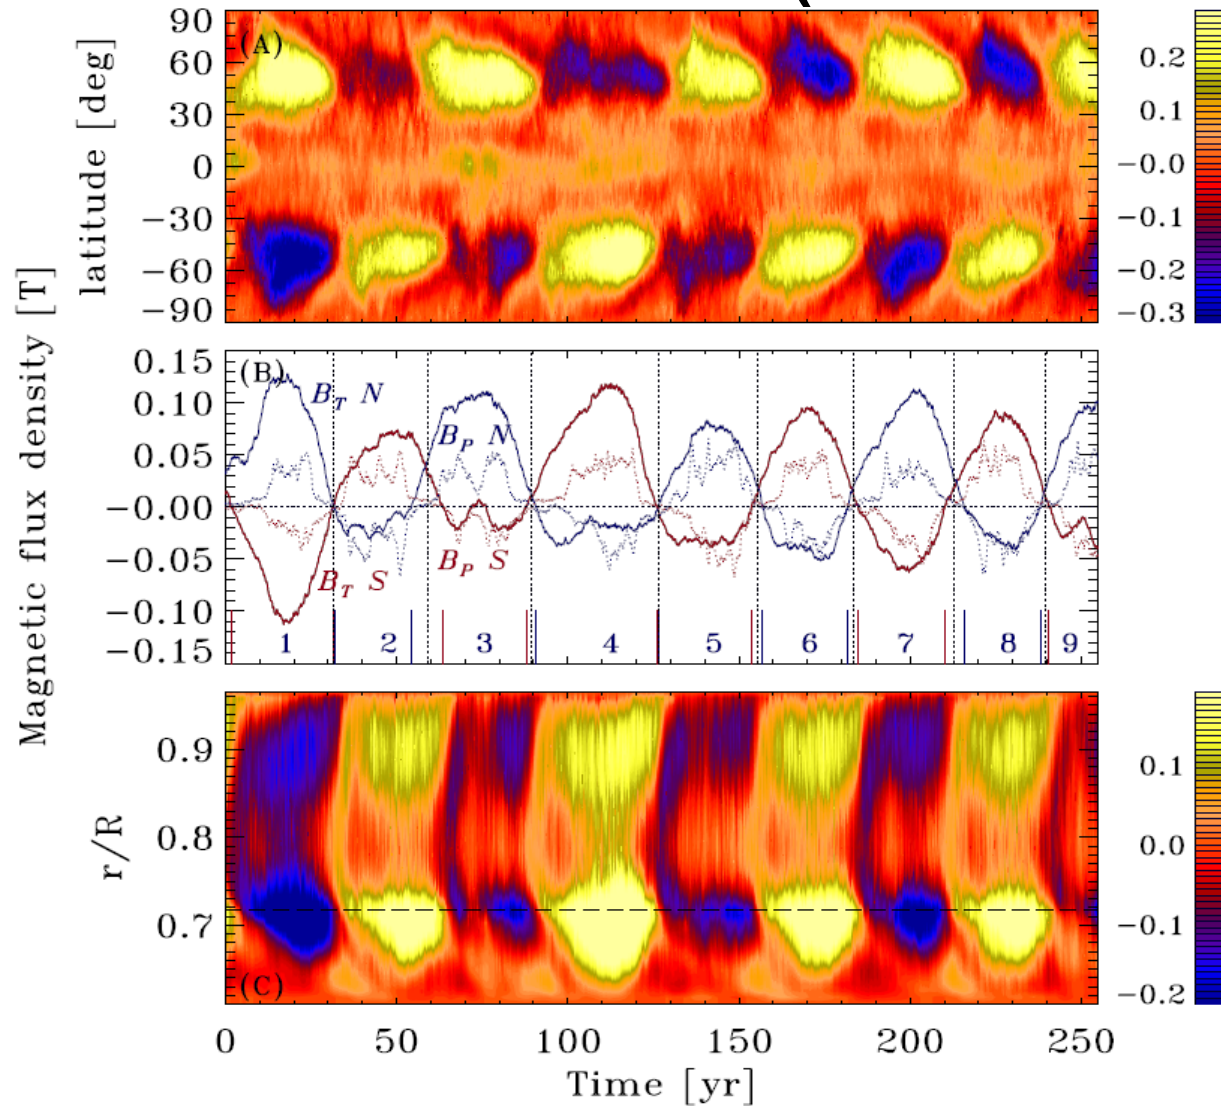 90
60
30
0
−30
−60
−90
latitude [deg]
(A)
0.2
0.1
−0.0
−0.1
−0.2
−0.3
Magnetic flux density [T]
0.15
0.10
0.05
−0.00
−0.05
−0.10
−0.15
(B)
B_T N
B_P N
B_P S
B_T S
1 2 3 4 5 6 7 8 9
0.9
0.8
0.7
r/R
(C)
0.1
0.0
−0.1
−0.2
0 50 100 150 200 250
Time [yr]